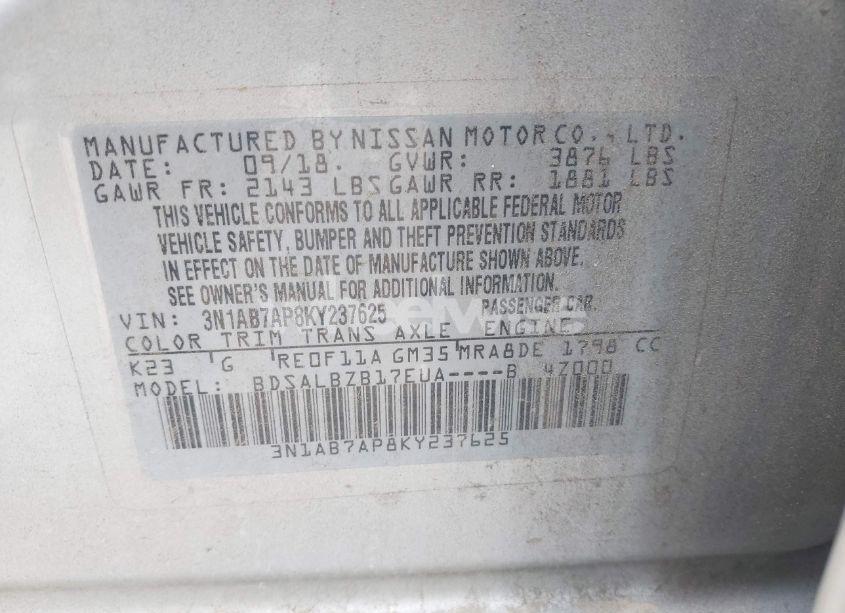 MANUFACTURED BY NISSAN MOTOR CO., LTD.
DATE: 09/18. GVWR: 3876 LBS
GAWR FR: 2143 LBS GAWR RR: 1881 LBS
THIS VEHICLE CONFORMS TO ALL APPLICABLE FEDERAL MOTOR
VEHICLE SAFETY, BUMPER AND THEFT PREVENTION STANDARDS
IN EFFECT ON THE DATE OF MANUFACTURE SHOWN ABOVE.
SEE OWNER'S MANUAL FOR ADDITIONAL INFORMATION.
VIN: 3N1AB7AP8KY237625 PASSENGER CAR.
COLOR TRIM TRANS AXLE ENGINE
K23 G RE0F11A GM35 MRA8DE 1798 CC
MODEL: BDSALBZB17EUA----B 4Z000
3N1AB7AP8KY237625